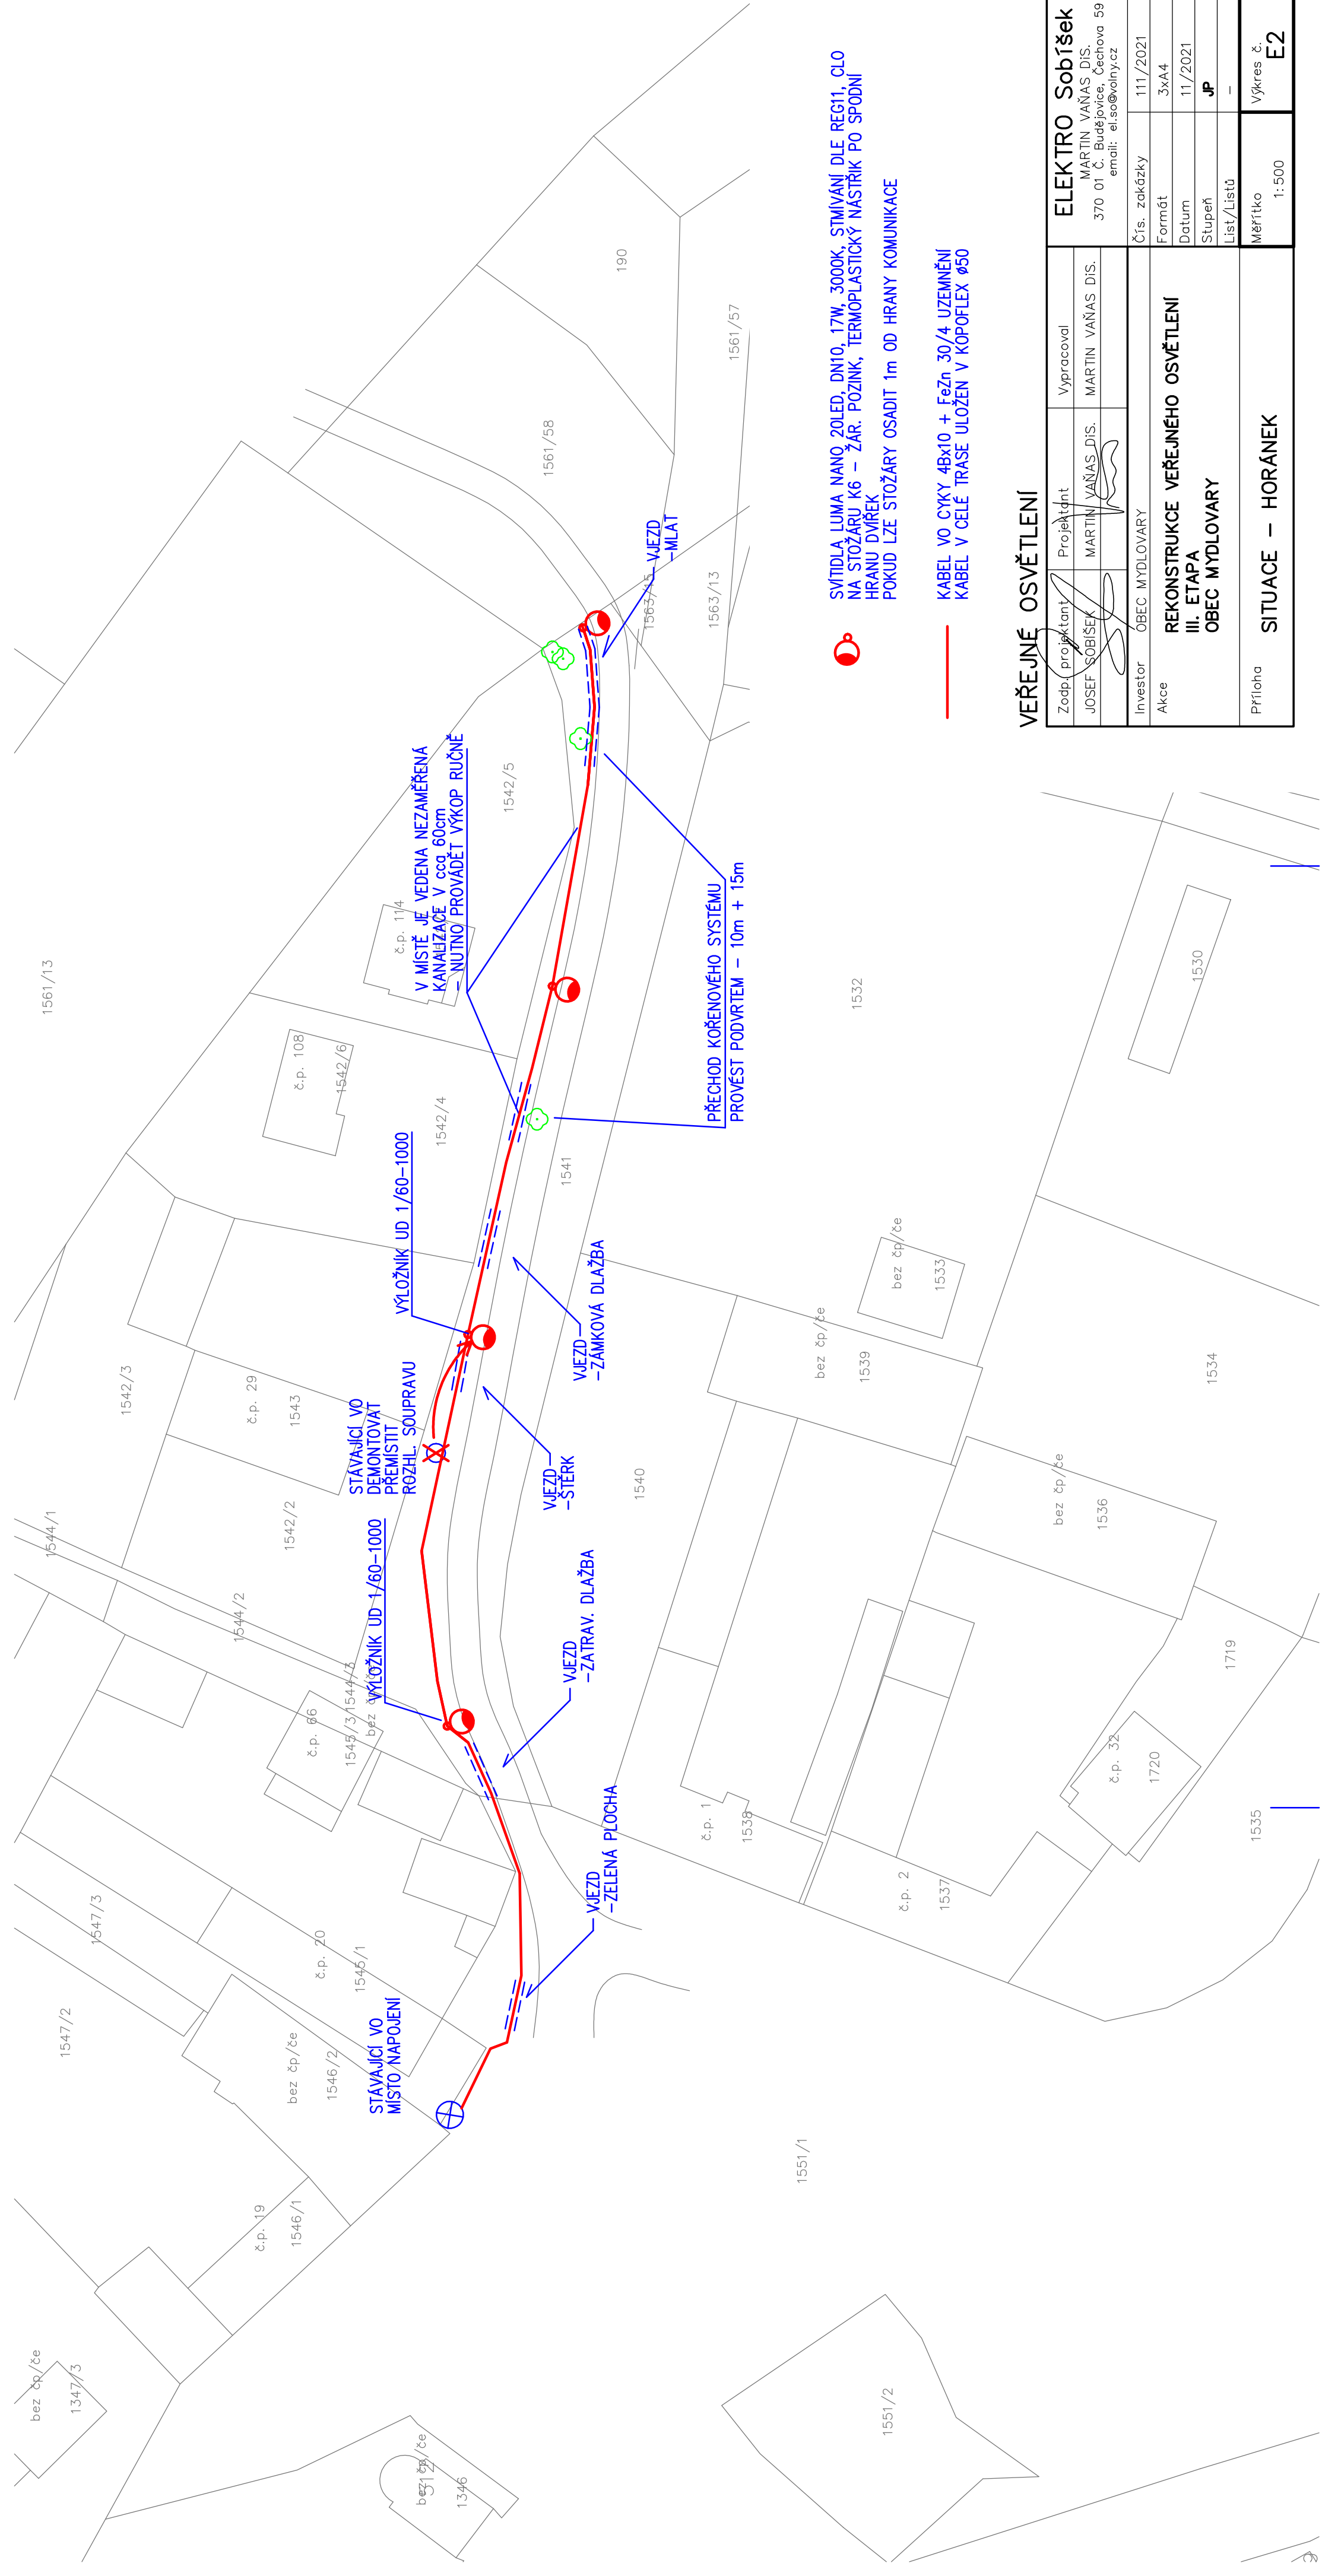 SVÍTIDLA LUMA NANO 20LED, DN10, 17W, 3000K, STMÍVÁNÍ DLE REG11, CLO
NA STOŽÁRU K6 – ŽÁR. POZINK, TERMOPLASTICKÝ NÁSTŘIK PO SPODNÍ
HRANU DVÍŘEK
POKUD LZE STOŽÁRY OSADIT 1m OD HRANY KOMUNIKACE
KABEL VO CYKY 4Bx10 + FeZn 30/4 UZEMNĚNÍ
KABEL V CELÉ TRASE ULOŽEN V KOPOFLEX ø50
VEŘEJNÉ OSVĚTLENÍ
Zodp. projektant
Projektant
Vypracoval
JOSEF SOBÍŠEK
MARTIN VAŇAS DiS.
MARTIN VAŇAS DiS.
ELEKTRO Sobíšek
MARTIN VAŇAS DiS.
370 01 Č. Budějovice, Čechova 59
email: el.so@volny.cz
Investor OBEC MYDLOVARY
Akce
REKONSTRUKCE VEŘEJNÉHO OSVĚTLENÍ
III. ETAPA
OBEC MYDLOVARY
Čís. zakázky 111/2021
Formát 3xA4
Datum 11/2021
Stupeň JP
List/Listů –
Příloha
SITUACE – HORÁNEK
Měřítko
1:500
Výkres č.
E2
STÁVAJÍCÍ VO
MÍSTO NAPOJENÍ
VJEZD
–ZELENÁ PLOCHA
VÝLOŽNÍK UD 1/60–1000
VJEZD
–ZATRAV. DLAŽBA
STÁVAJÍCÍ VO
DEMONTOVAT
PŘEMÍSTIT
ROZHL. SOUPRAVU
VJEZD
–ŠTĚRK
VÝLOŽNÍK UD 1/60–1000
VJEZD
–ZÁMKOVÁ DLAŽBA
V MÍSTĚ JE VEDENA NEZAMĚŘENÁ
KANALIZACE V cca 60cm
– NUTNO PROVÁDĚT VÝKOP RUČNĚ
PŘECHOD KOŘENOVÉHO SYSTÉMU
PROVÉST PODVRTEM – 10m + 15m
VJEZD
–MLAT
bez čp/če
1347/3
bez čp/če
1346
č.p. 19
1546/1
bez čp/če
1546/2
1547/2
1547/3
č.p. 20
1545/1
č.p. 66
1545/3
1544/3
1544/2
1544/1
1542/2
č.p. 29
1543
1542/3
1542/4
č.p. 108
1542/6
č.p. 114
1542/5
1561/13
1561/58
190
1561/57
1563/13
1541
1532
1530
bez čp/če
1533
bez čp/če
1539
1534
1540
bez čp/če
1536
1719
č.p. 32
1720
1535
č.p. 1
1538
č.p. 2
1537
1551/1
1551/2